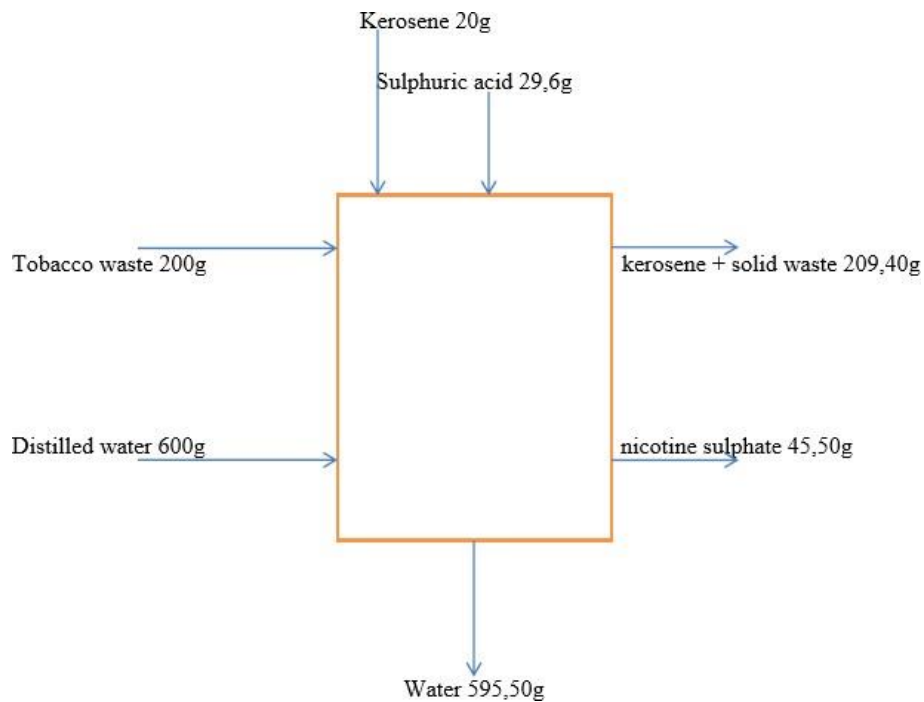 Kerosene 20g
Sulphuric acid 29,6g
Tobacco waste 200g
kerosene + solid waste 209,40g
Distilled water 600g
nicotine sulphate 45,50g
Water 595,50g